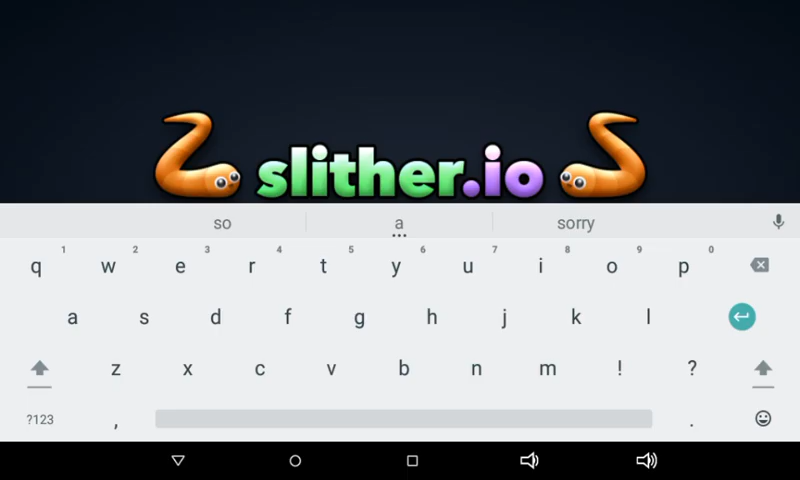 slither.io
so a sorry
1 2 3 4 5 6 7 8 9 0
q w e r t y u i o p
a s d f g h j k l
z x c v b n m ! ?
?123 , .